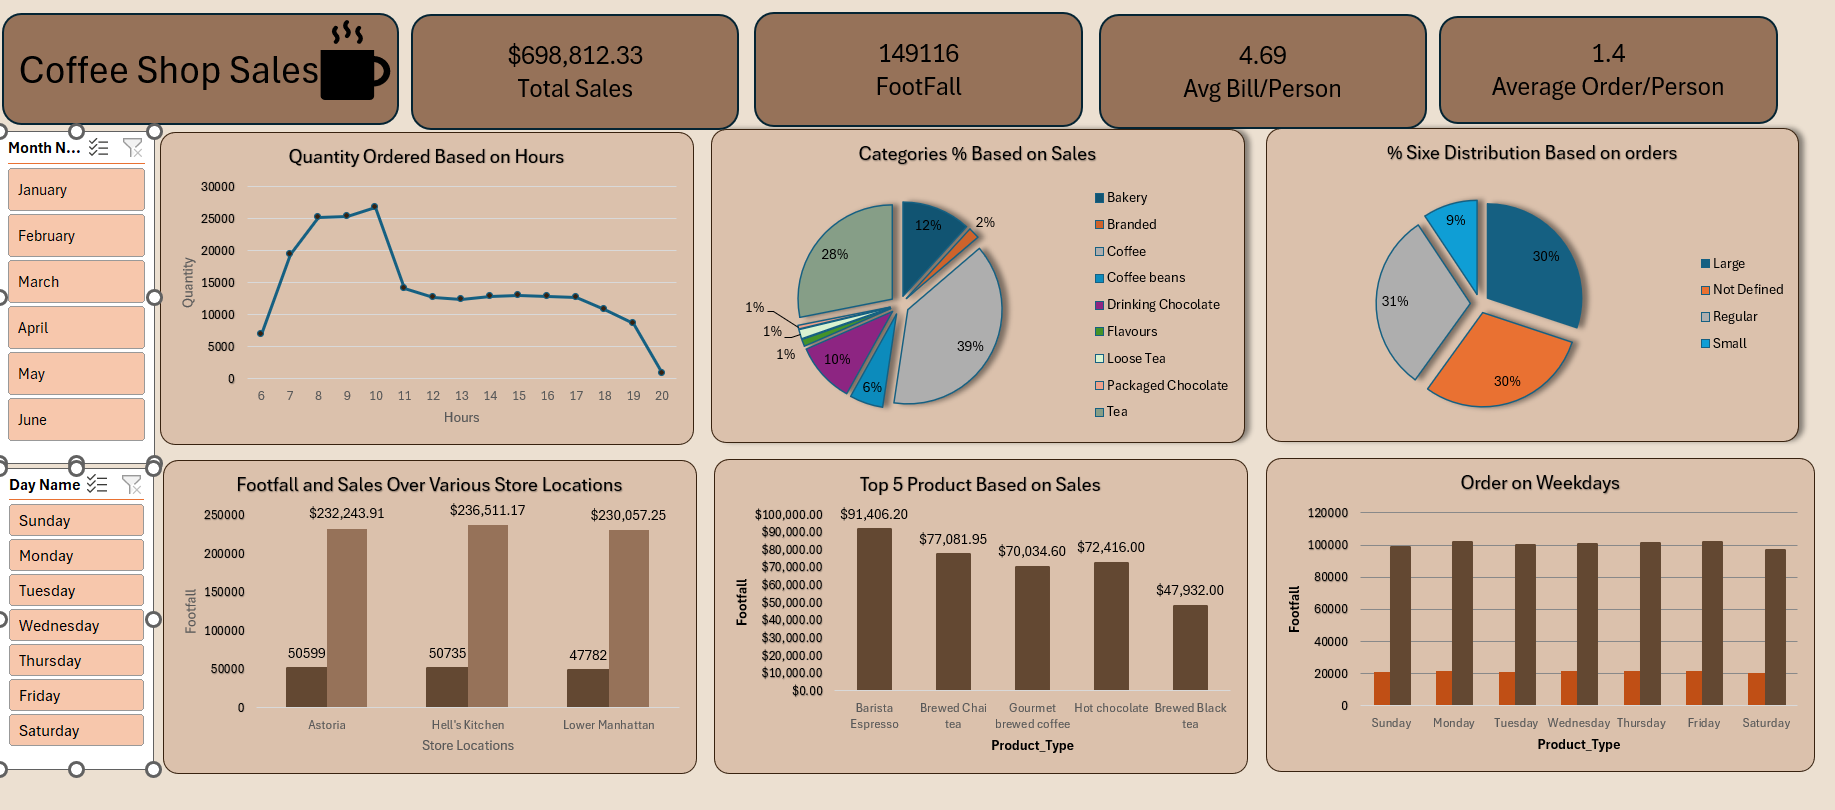 Coffee Shop Sales
$698,812.33
Total Sales
149116
FootFall
4.69
Avg Bill/Person
1.4
Average Order/Person
Month N...
January
February
March
April
May
June
Day Name
Sunday
Monday
Tuesday
Wednesday
Thursday
Friday
Saturday
Quantity Ordered Based on Hours
30000
25000
20000
15000
10000
5000
0
Quantity
6 7 8 9 10 11 12 13 14 15 16 17 18 19 20
Hours
Categories % Based on Sales
12%
2%
39%
6%
10%
1%
1%
1%
28%
Bakery
Branded
Coffee
Coffee beans
Drinking Chocolate
Flavours
Loose Tea
Packaged Chocolate
Tea
% Sixe Distribution Based on orders
30%
30%
31%
9%
Large
Not Defined
Regular
Small
Footfall and Sales Over Various Store Locations
250000
200000
150000
100000
50000
0
Footfall
$232,243.91
$236,511.17
$230,057.25
50599
50735
47782
Astoria
Hell's Kitchen
Lower Manhattan
Store Locations
Top 5 Product Based on Sales
$100,000.00
$90,000.00
$80,000.00
$70,000.00
$60,000.00
$50,000.00
$40,000.00
$30,000.00
$20,000.00
$10,000.00
$0.00
Footfall
$91,406.20
$77,081.95
$70,034.60
$72,416.00
$47,932.00
Barista
Espresso
Brewed Chai
tea
Gourmet
brewed coffee
Hot chocolate
Brewed Black
tea
Product_Type
Order on Weekdays
120000
100000
80000
60000
40000
20000
0
Footfall
Sunday Monday Tuesday Wednesday Thursday Friday Saturday
Product_Type